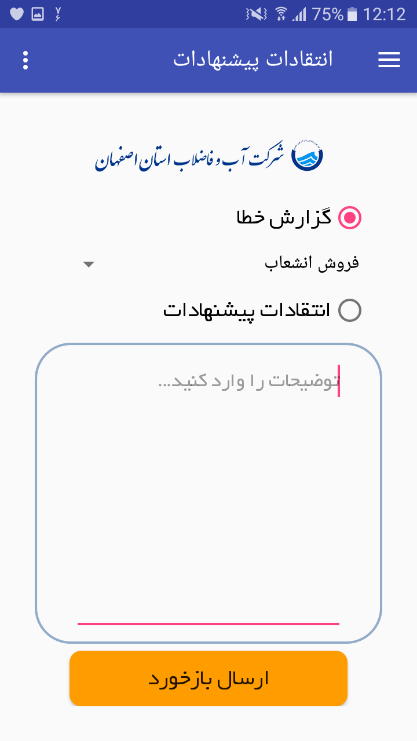 75% 12:12
انتقادات پیشنهادات
شرکت آب و فاضلاب استان اصفهان
گزارش خطا
فروش انشعاب
انتقادات پیشنهادات
توضیحات را وارد کنید...
ارسال بازخورد